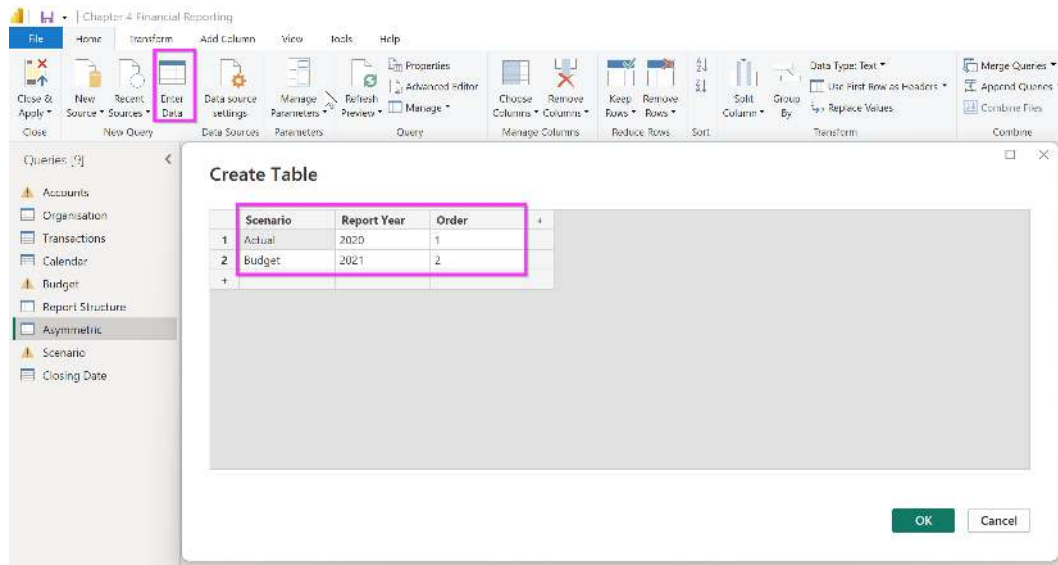 Chapter 4 Financial Reporting
File Home Transform Add Column View Tools Help
Close & Apply
New Source
Recent Sources
Enter Data
Data source settings
Manage Parameters
Refresh Preview
Properties
Advanced Editor
Manage
Choose Columns
Remove Columns
Keep Rows
Remove Rows
Split Column
Group By
Data Type: Text
Use First Row as Headers
Replace Values
Merge Queries
Append Queries
Combine Files
Close New Query Data Sources Parameters Query Manage Columns Reduce Rows Sort Transform Combine
Queries [9]
Accounts
Organisation
Transactions
Calendar
Budget
Report Structure
Asymmetric
Scenario
Closing Date
Create Table
Scenario Report Year Order +
1 Actual 2020 1
2 Budget 2021 2
+
OK Cancel